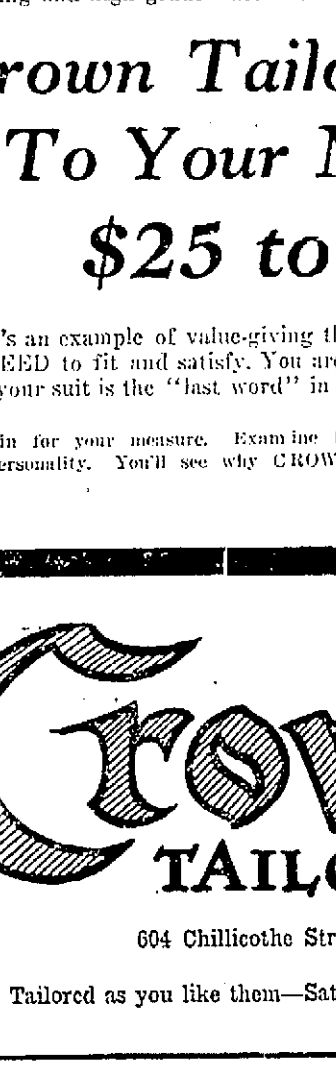 rown Tailo
To Your M
$25 to
's an example of value-giving th
EED to fit and satisfy. You are
your suit is the "last word" in
in for your measure. Examine
ersonality. You'll see why CROW
Crow
TAILO
604 Chillicothe Str
Tailored as you like them—Sat